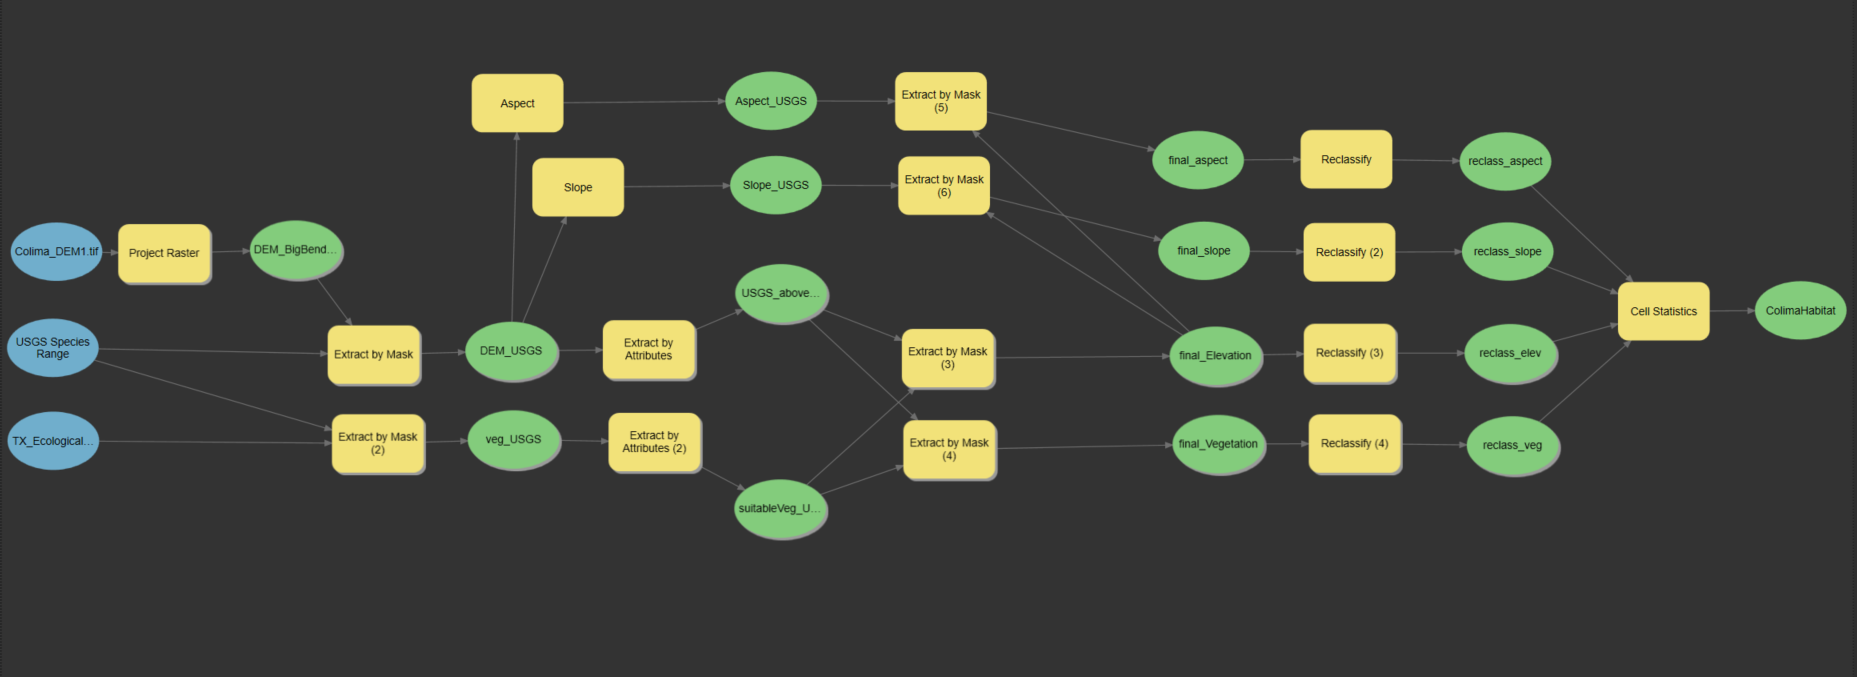 Aspect
Aspect_USGS
Extract by Mask
(5)
final_aspect
Reclassify
reclass_aspect
Slope
Slope_USGS
Extract by Mask
(6)
Colima_DEM1.tif
Project Raster
DEM_BigBend...
final_slope
Reclassify (2)
reclass_slope
USGS_above...
Cell Statistics
ColimaHabitat
USGS Species
Range
Extract by Mask
DEM_USGS
Extract by
Attributes
Extract by Mask
(3)
final_Elevation
Reclassify (3)
reclass_elev
TX_Ecological...
Extract by Mask
(2)
veg_USGS
Extract by
Attributes (2)
Extract by Mask
(4)
final_Vegetation
Reclassify (4)
reclass_veg
suitableVeg_U...